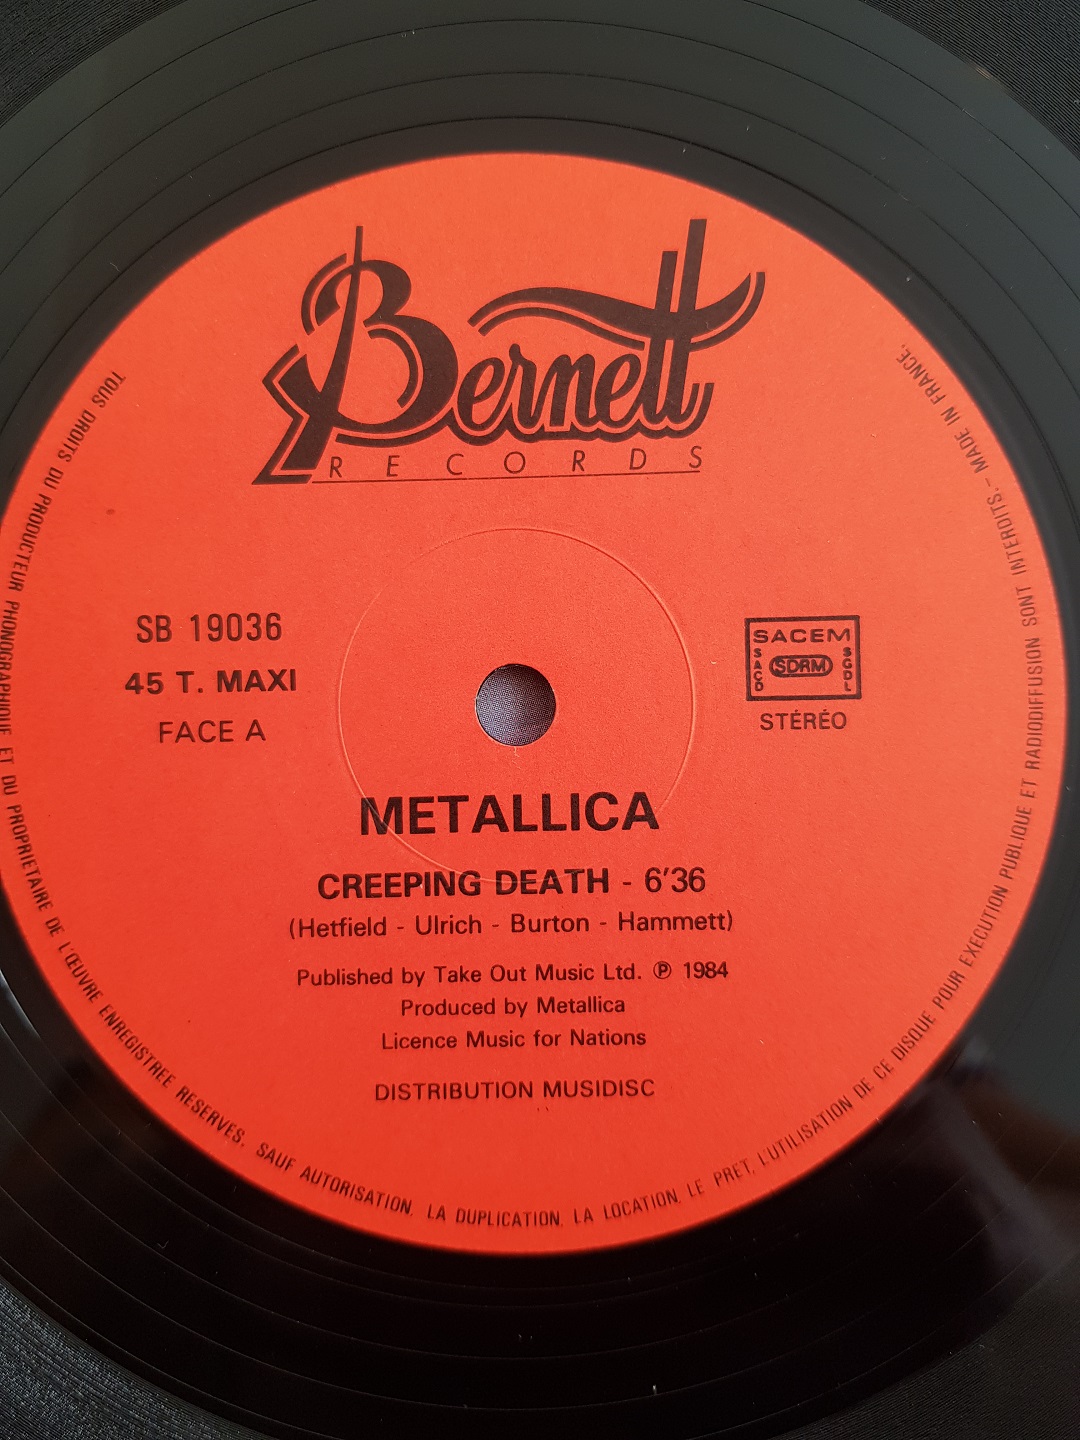 Bernett
RECORDS
SB 19036
45 T. MAXI
FACE A
SACEM
SACD
SDRM
SGDL
STÉRÉO
METALLICA
CREEPING DEATH - 6'36
(Hetfield - Ulrich - Burton - Hammett)
Published by Take Out Music Ltd. ℗ 1984
Produced by Metallica
Licence Music for Nations
DISTRIBUTION MUSIDISC
TOUS DROITS DU PRODUCTEUR PHONOGRAPHIQUE ET DU PROPRIETAIRE DE L'ŒUVRE ENREGISTREE RESERVES. SAUF AUTORISATION, LA DUPLICATION, LA LOCATION, LE PRET, L'UTILISATION DE CE DISQUE POUR EXECUTION PUBLIQUE ET RADIODIFFUSION SONT INTERDITS. - MADE IN FRANCE.